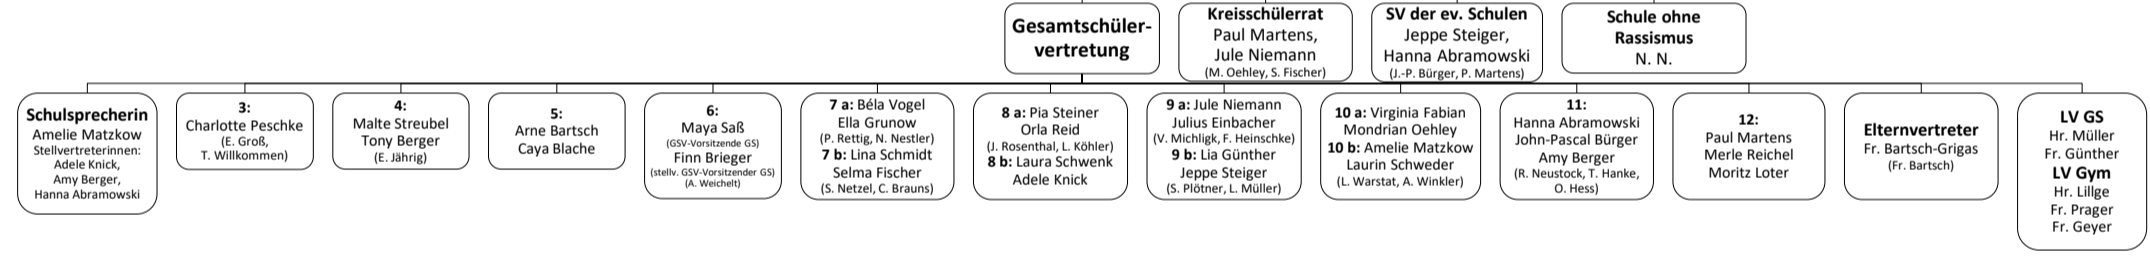 Gesamtschüler-
vertretung
Kreisschülerrat
Paul Martens,
Jule Niemann
(M. Oehley, S. Fischer)
SV der ev. Schulen
Jeppe Steiger,
Hanna Abramowski
(J.-P. Bürger, P. Martens)
Schule ohne
Rassismus
N. N.
Schulsprecherin
Amelie Matzkow
Stellvertreterinnen:
Adele Knick,
Amy Berger,
Hanna Abramowski
3:
Charlotte Peschke
(E. Groß,
T. Willkommen)
4:
Malte Streubel
Tony Berger
(E. Jährig)
5:
Arne Bartsch
Caya Blache
6:
Maya Saß
(GSV-Vorsitzende GS)
Finn Brieger
(stellv. GSV-Vorsitzender GS)
(A. Weichelt)
7 a: Béla Vogel
Ella Grunow
(P. Rettig, N. Nestler)
7 b: Lina Schmidt
Selma Fischer
(S. Netzel, C. Brauns)
8 a: Pia Steiner
Orla Reid
(J. Rosenthal, L. Köhler)
8 b: Laura Schwenk
Adele Knick
9 a: Jule Niemann
Julius Einbacher
(V. Michligk, F. Heinschke)
9 b: Lia Günther
Jeppe Steiger
(S. Plötner, L. Müller)
10 a: Virginia Fabian
Mondrian Oehley
10 b: Amelie Matzkow
Laurin Schweder
(L. Warstat, A. Winkler)
11:
Hanna Abramowski
John-Pascal Bürger
Amy Berger
(R. Neustock, T. Hanke,
O. Hess)
12:
Paul Martens
Merle Reichel
Moritz Loter
Elternvertreter
Fr. Bartsch-Grigas
(Fr. Bartsch)
LV GS
Hr. Müller
Fr. Günther
LV Gym
Hr. Lillge
Fr. Prager
Fr. Geyer